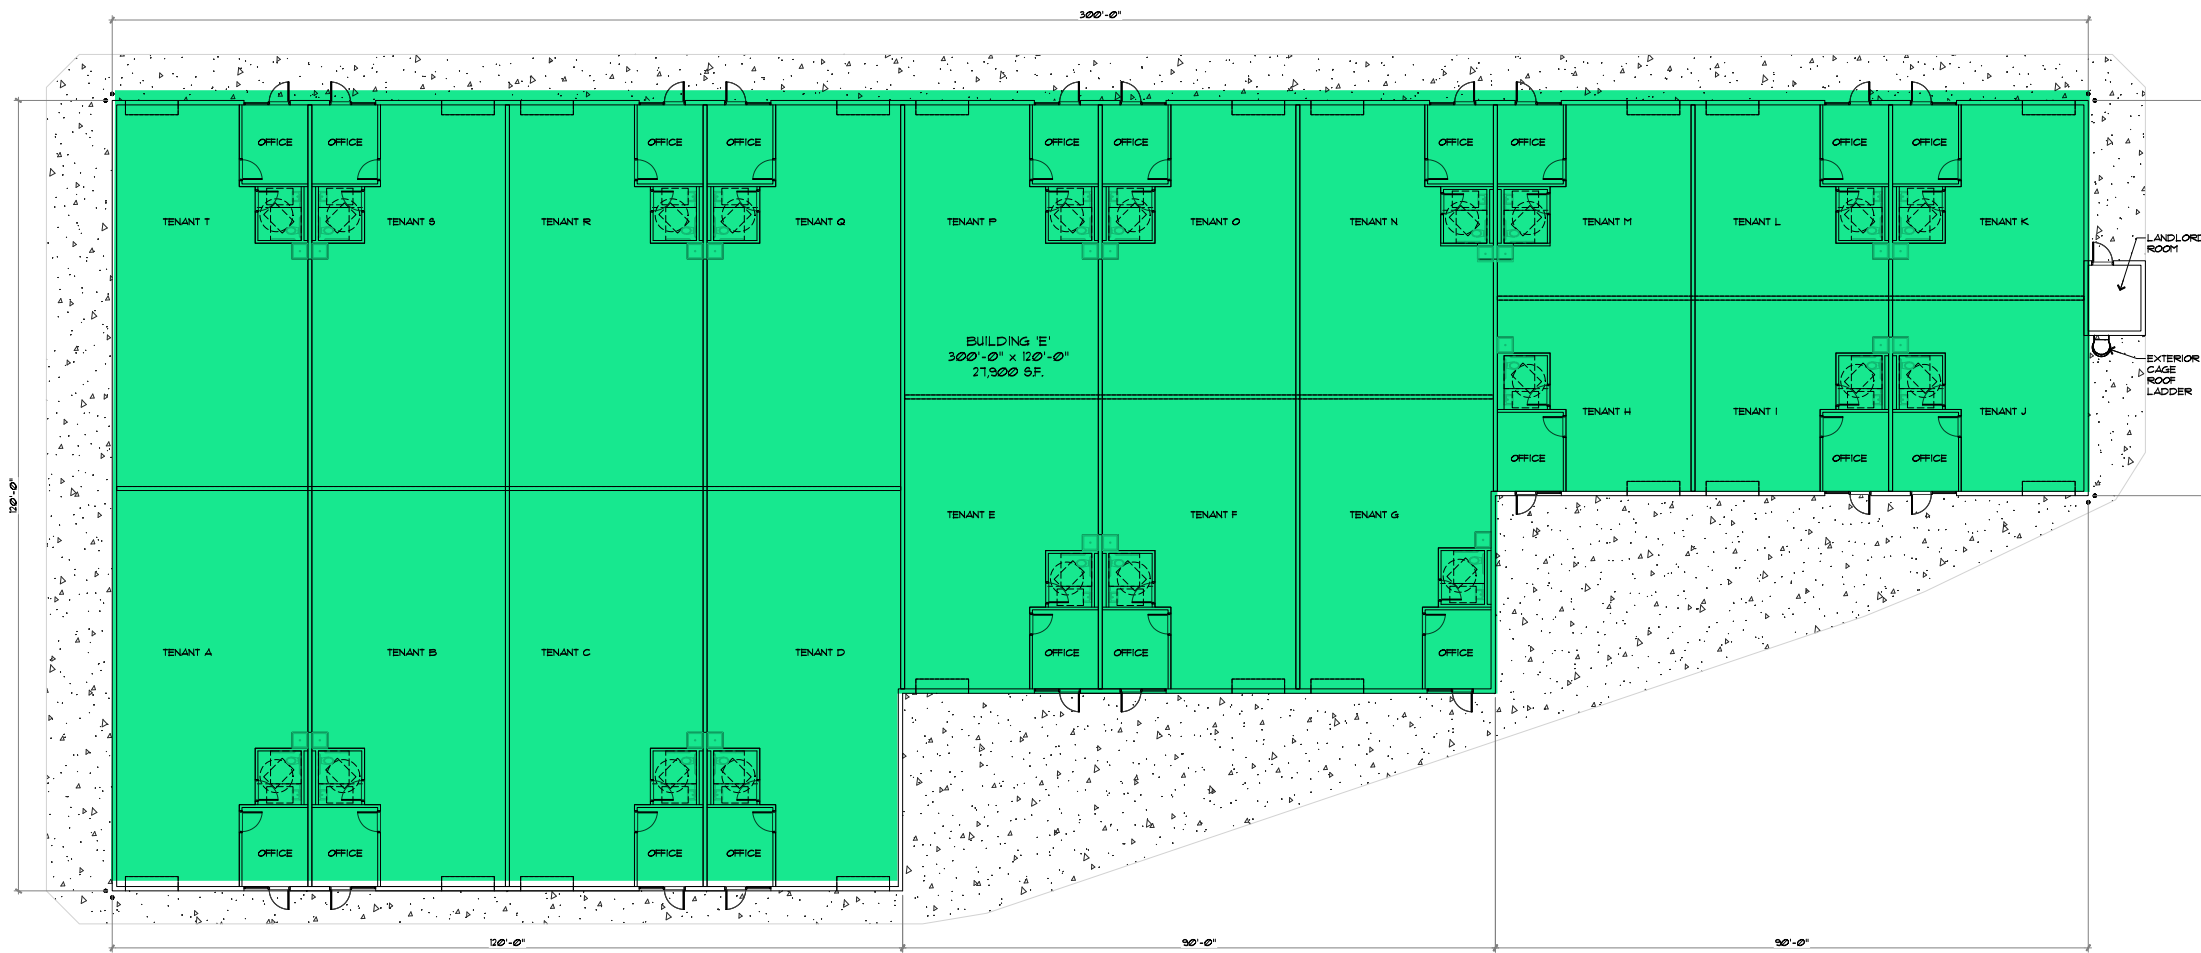 300'-0"
OFFICE OFFICE OFFICE OFFICE OFFICE OFFICE OFFICE OFFICE OFFICE OFFICE
TENANT T TENANT S TENANT R TENANT Q TENANT P TENANT O TENANT N TENANT M TENANT L TENANT K
LANDLORD
ROOM
BUILDING 'E'
300'-0" x 120'-0"
27,900 S.F.
EXTERIOR
CAGE
ROOF
LADDER
TENANT H TENANT I TENANT J
OFFICE OFFICE OFFICE
120'-0"
TENANT E TENANT F TENANT G
TENANT A TENANT B TENANT C TENANT D
OFFICE OFFICE OFFICE
OFFICE OFFICE OFFICE OFFICE
120'-0" 90'-0" 90'-0"